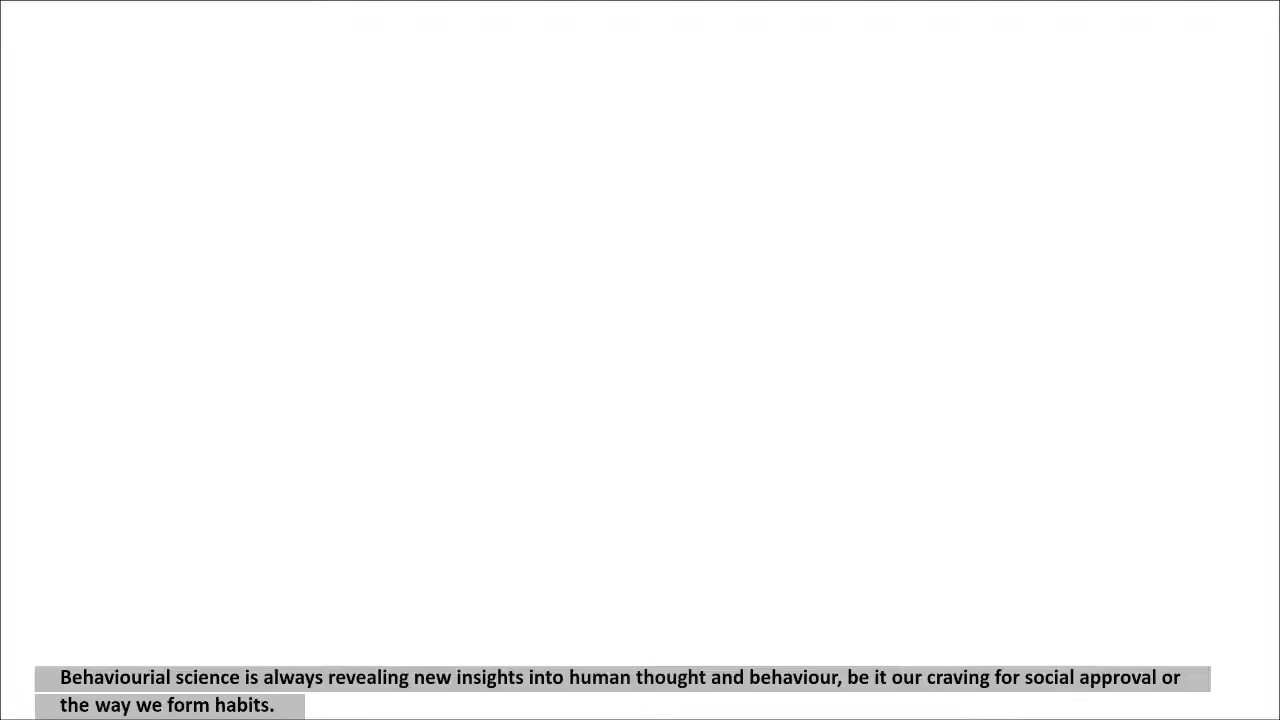 Behaviourial science is always revealing new insights into human thought and behaviour, be it our craving for social approval or
the way we form habits.